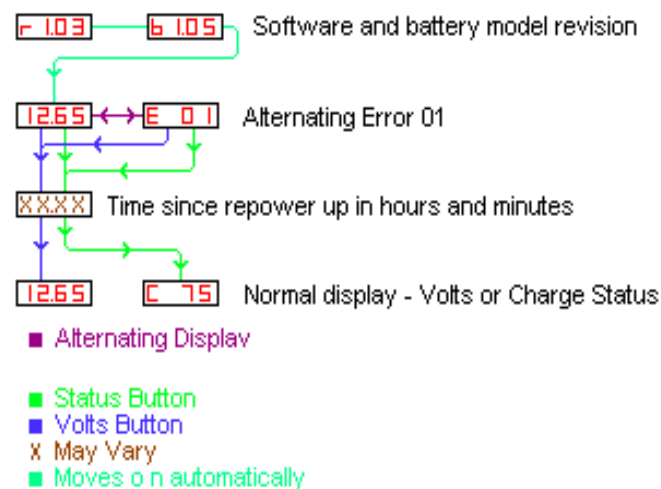 r 1.03 b 1.05 Software and battery model revision
12.65 E 01 Alternating Error 01
XX.XX Time since repower up in hours and minutes
12.65 C 75 Normal display - Volts or Charge Status
Alternating Displav
Status Button
Volts Button
X May Vary
Moves o n automatically